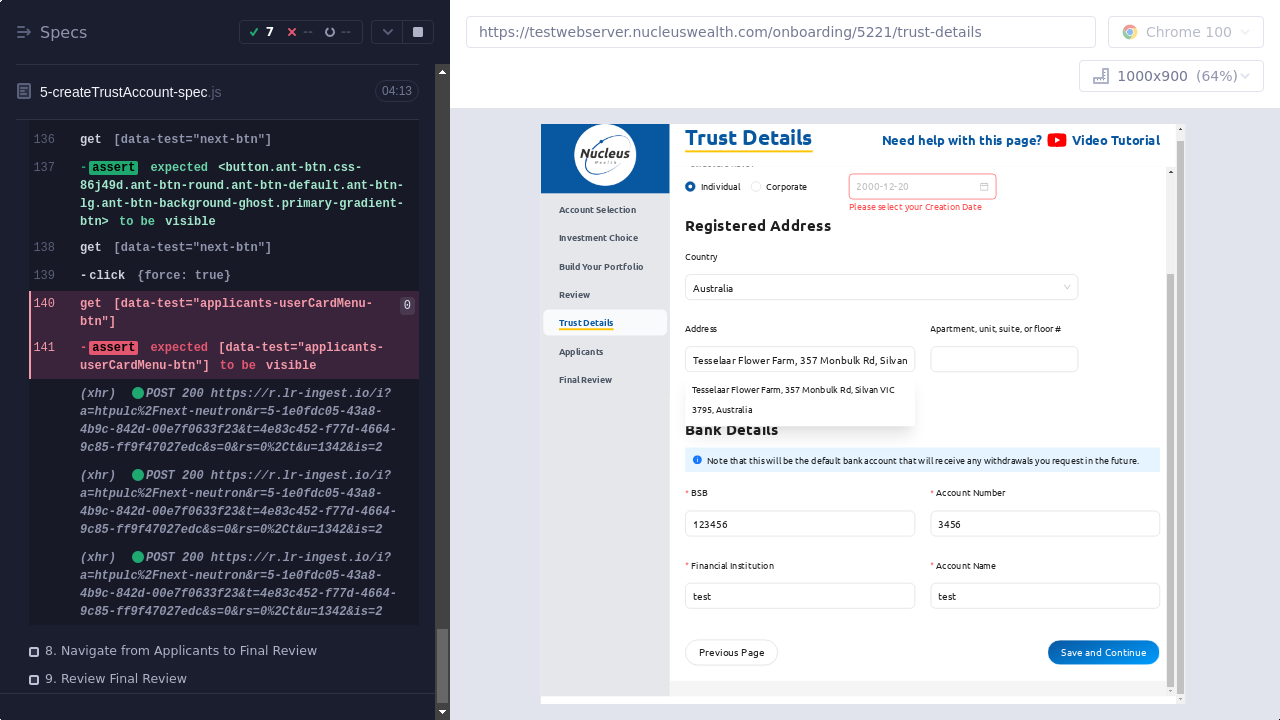 Specs
7
--
--
5-createTrustAccount-spec.js
04:13
136 get [data-test="next-btn"]
137 -assert expected <button.ant-btn.css-
86j49d.ant-btn-round.ant-btn-default.ant-btn-
lg.ant-btn-background-ghost.primary-gradient-
btn> to be visible
138 get [data-test="next-btn"]
139 -click {force: true}
140 get [data-test="applicants-userCardMenu-
btn"]
0
141 -assert expected [data-test="applicants-
userCardMenu-btn"] to be visible
(xhr) POST 200 https://r.lr-ingest.io/i?
a=htpulc%2Fnext-neutron&r=5-1e0fdc05-43a8-
4b9c-842d-00e7f0633f23&t=4e83c452-f77d-4664-
9c85-ff9f47027edc&s=0&rs=0%2Ct&u=1342&is=2
(xhr) POST 200 https://r.lr-ingest.io/i?
a=htpulc%2Fnext-neutron&r=5-1e0fdc05-43a8-
4b9c-842d-00e7f0633f23&t=4e83c452-f77d-4664-
9c85-ff9f47027edc&s=0&rs=0%2Ct&u=1342&is=2
(xhr) POST 200 https://r.lr-ingest.io/i?
a=htpulc%2Fnext-neutron&r=5-1e0fdc05-43a8-
4b9c-842d-00e7f0633f23&t=4e83c452-f77d-4664-
9c85-ff9f47027edc&s=0&rs=0%2Ct&u=1342&is=2
8. Navigate from Applicants to Final Review
9. Review Final Review
https://testwebserver.nucleuswealth.com/onboarding/5221/trust-details
Chrome 100
1000x900 (64%)
Nucleus
Wealth
Account Selection
Investment Choice
Build Your Portfolio
Review
Trust Details
Applicants
Final Review
Trust Details
Need help with this page? Video Tutorial
Individual
Corporate
2000-12-20
Please select your Creation Date
Registered Address
Country
Australia
Address
Apartment, unit, suite, or floor #
Tesselaar Flower Farm, 357 Monbulk Rd, Silvan
Tesselaar Flower Farm, 357 Monbulk Rd, Silvan VIC
3795, Australia
Bank Details
Note that this will be the default bank account that will receive any withdrawals you request in the future.
* BSB
* Account Number
123456
3456
* Financial Institution
* Account Name
test
test
Previous Page
Save and Continue